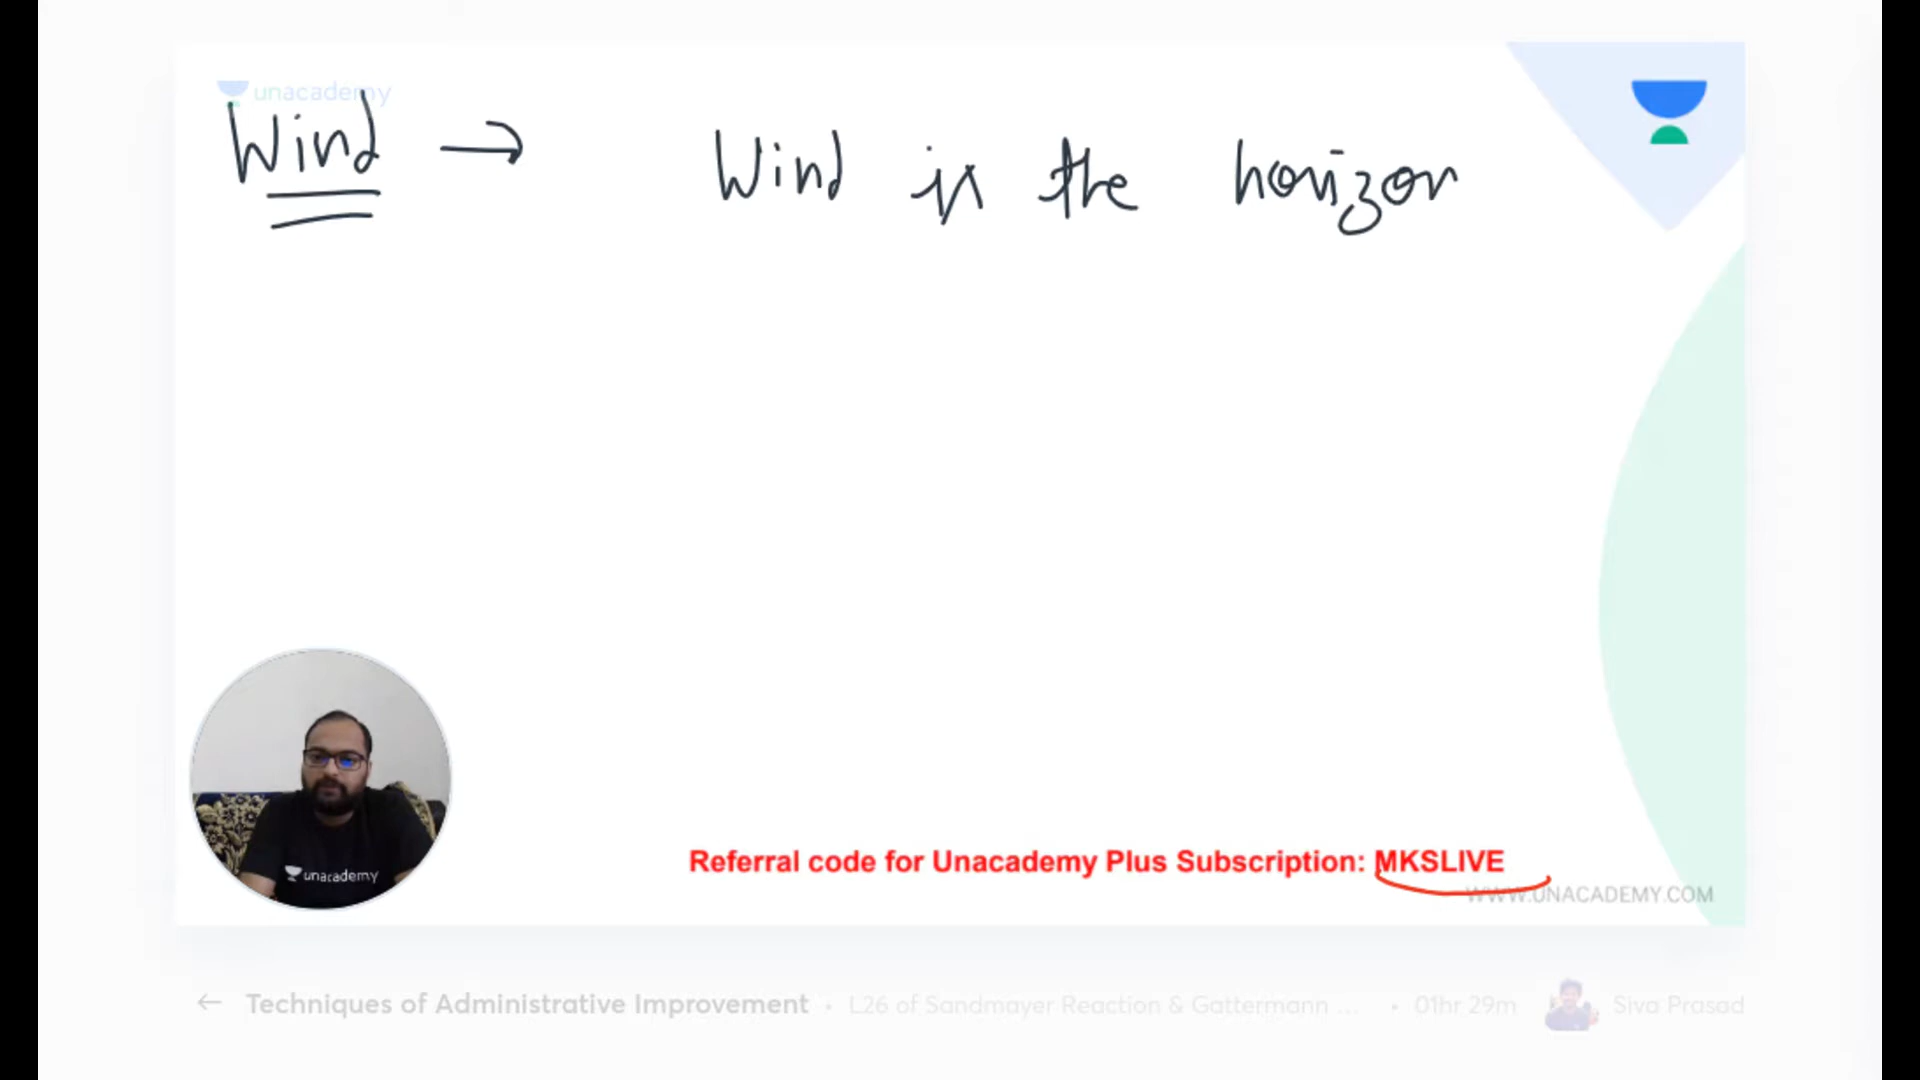 unacademy
Wind → Wind is the horizon
unacademy
Referral code for Unacademy Plus Subscription: MKSLIVE
WWW.UNACADEMY.COM
← Techniques of Administrative Improvement • L26 of Sandmayer Reaction & Gattermann ... • 01hr 29m Siva Prasad